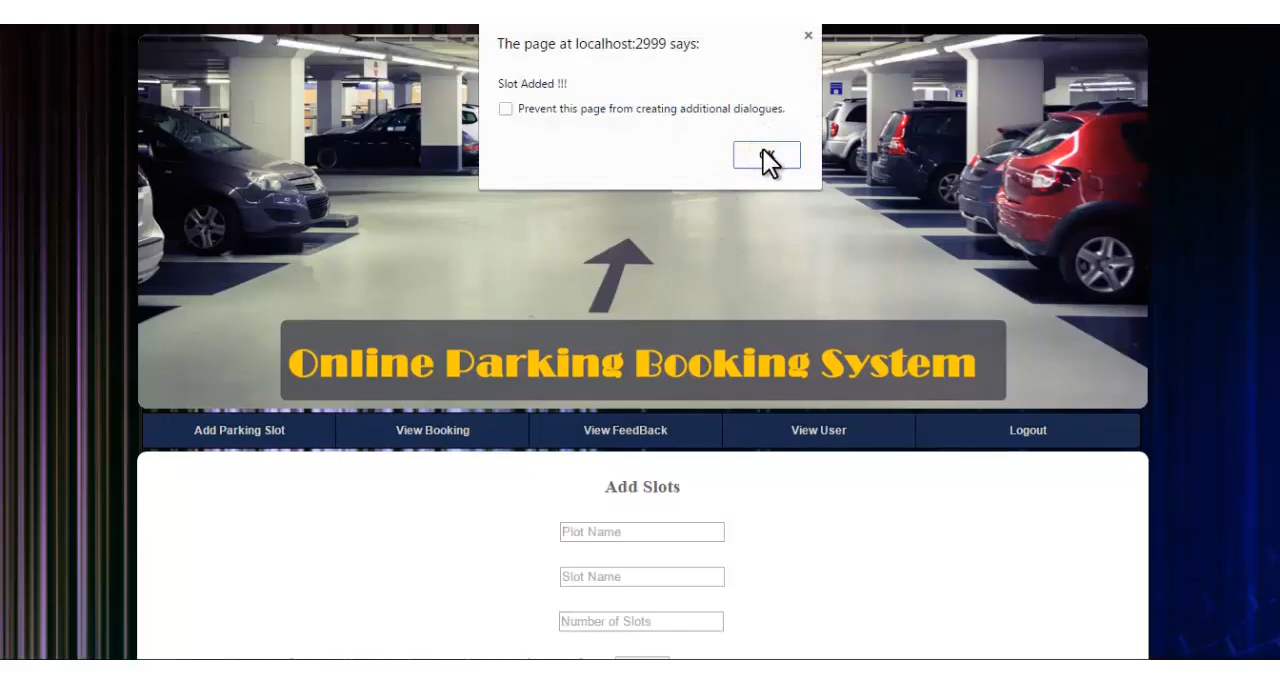 The page at localhost:2999 says:
Slot Added !!!
Prevent this page from creating additional dialogues.
Online Parking Booking System
Add Parking Slot
View Booking
View FeedBack
View User
Logout
Add Slots
Plot Name
Slot Name
Number of Slots